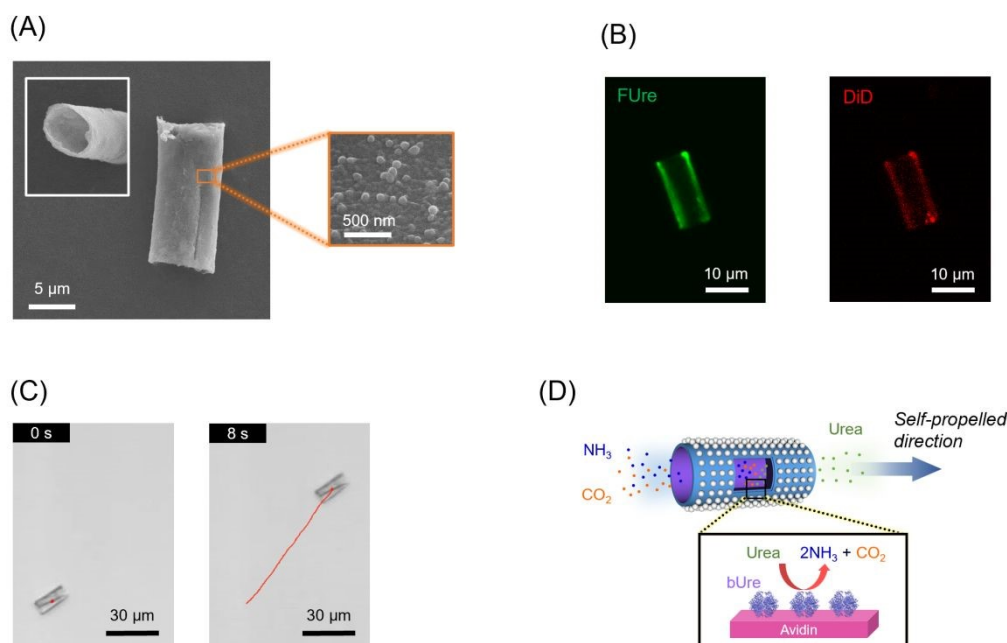 (A)
5 µm
500 nm
(B)
FUre
10 µm
DiD
10 µm
(C)
0 s
30 µm
8 s
30 µm
(D)
Self-propelled
direction
Urea
NH₃
CO₂
Urea 2NH₃ + CO₂
bUre
Avidin